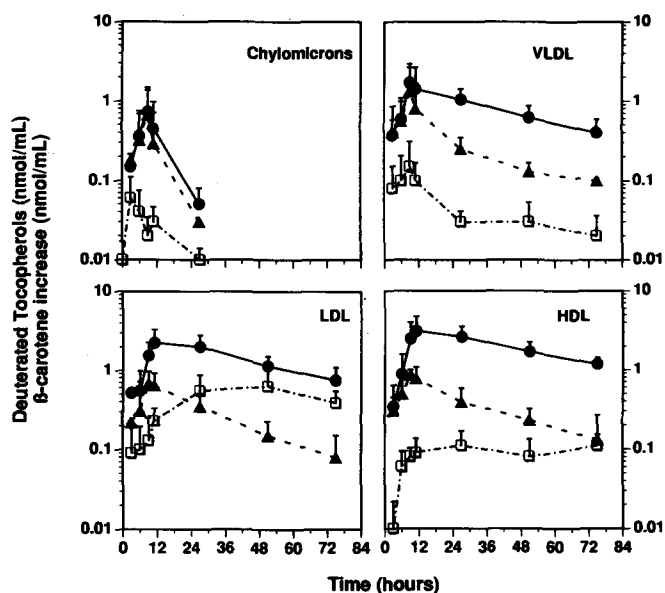 Deuterated Tocopherols (nmol/mL)
ß-carotene increase (nmol/mL)
Chylomicrons
10
1
0.1
0.01
VLDL
10
1
0.1
0.01
LDL
10
1
0.1
0.01
0 12 24 36 48 60 72 84
HDL
10
1
0.1
0.01
0 12 24 36 48 60 72 84
Time (hours)